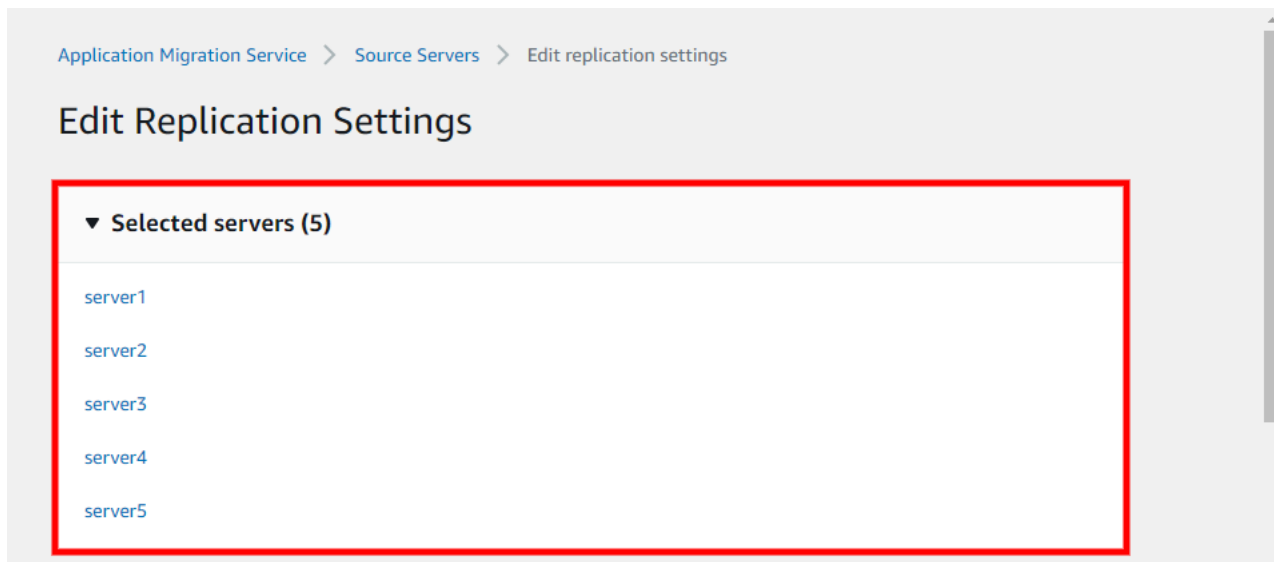 Application Migration Service > Source Servers > Edit replication settings
Edit Replication Settings
▼ Selected servers (5)
server1
server2
server3
server4
server5